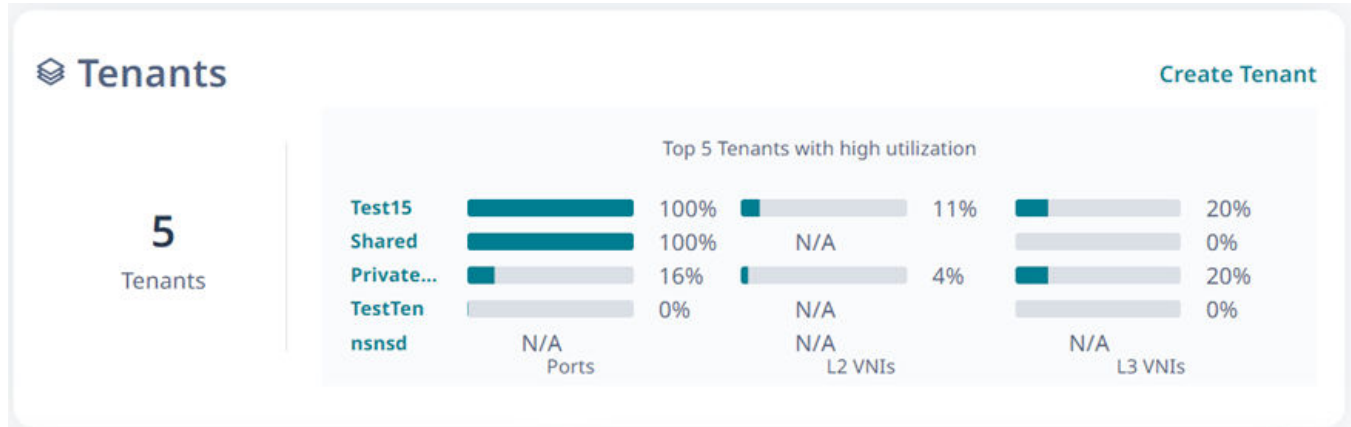 Tenants
Create Tenant
Top 5 Tenants with high utilization
5
Tenants
Test15 100% 11% 20%
Shared 100% N/A 0%
Private... 16% 4% 20%
TestTen 0% N/A 0%
nsnsd N/A N/A N/A
Ports L2 VNIs L3 VNIs